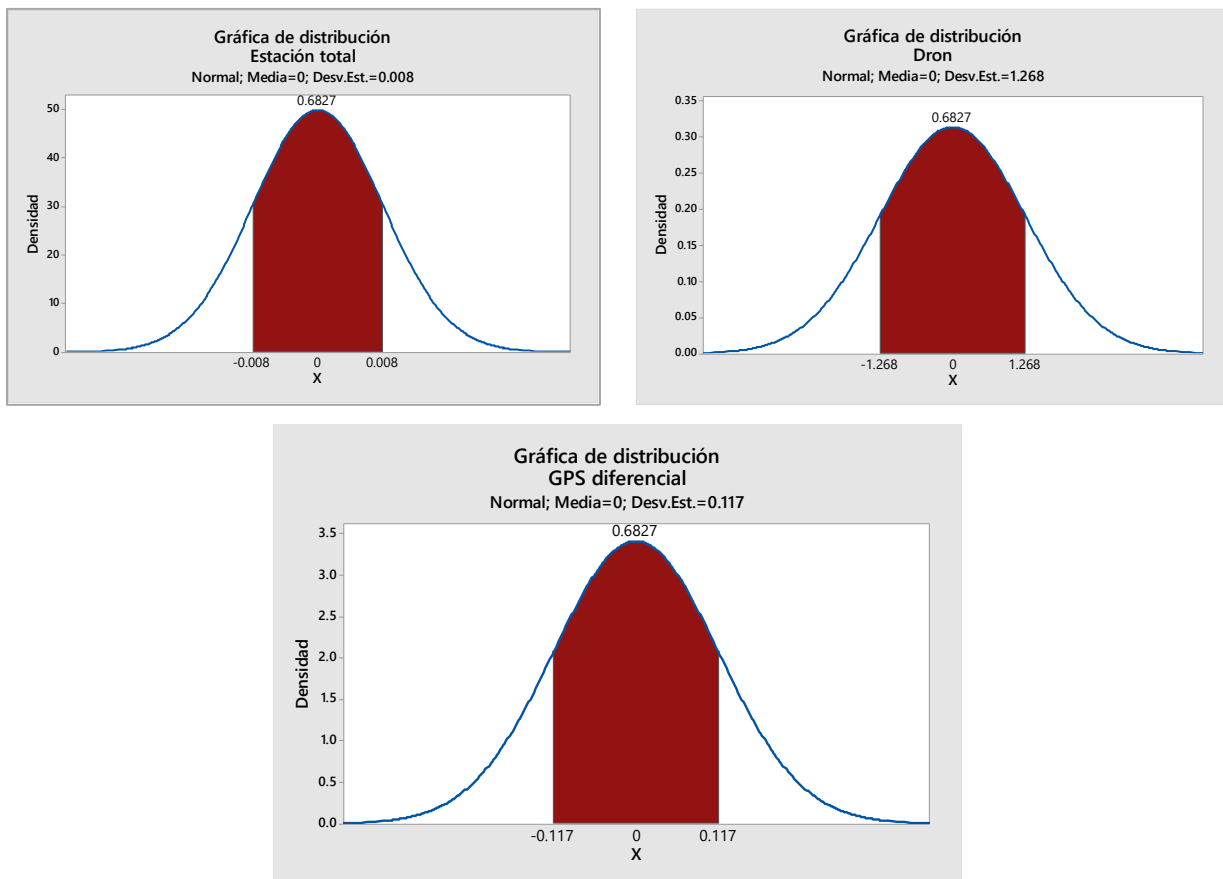 Gráfica de distribución
Estación total
Normal; Media=0; Desv.Est.=0.008
0.6827
50
40
30
20
10
0
Densidad
-0.008 0 0.008
X
Gráfica de distribución
Dron
Normal; Media=0; Desv.Est.=1.268
0.35
0.6827
0.30
0.25
0.20
0.15
0.10
0.05
0.00
Densidad
-1.268 0 1.268
X
Gráfica de distribución
GPS diferencial
Normal; Media=0; Desv.Est.=0.117
3.5
0.6827
3.0
2.5
2.0
1.5
1.0
0.5
0.0
Densidad
-0.117 0 0.117
X